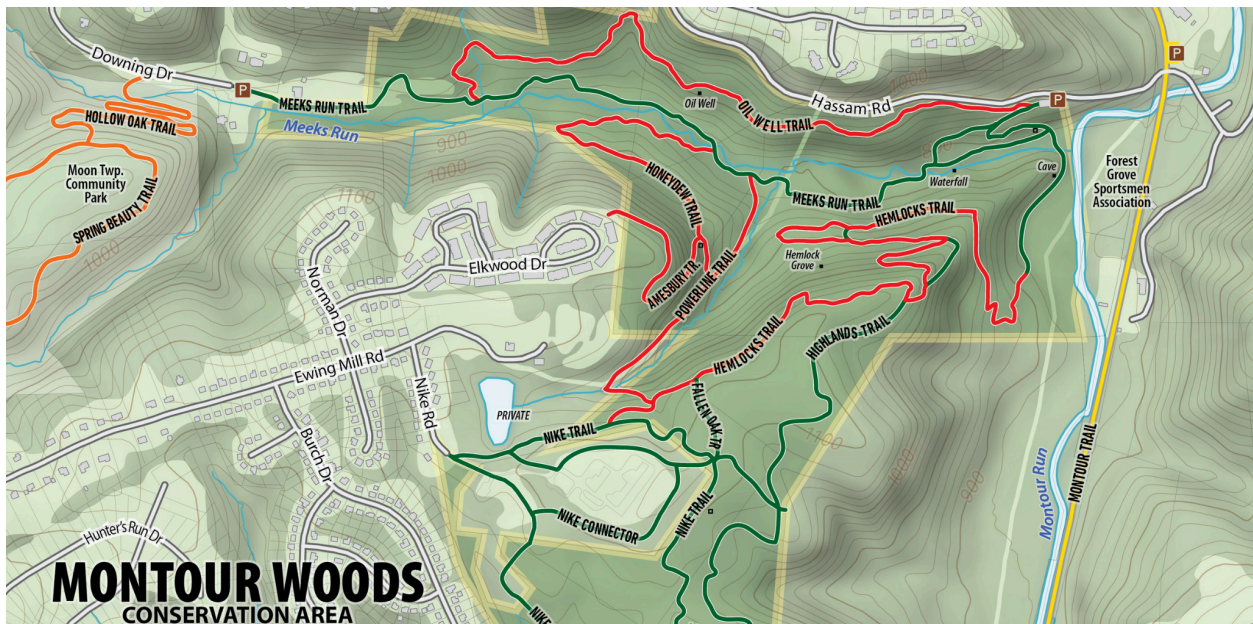 Downing Dr
P
MEEKS RUN TRAIL
Meeks Run
HOLLOW OAK TRAIL
Moon Twp.
Community
Park
SPRING BEAUTY TRAIL
900
1000
1100
1000
Oil Well
OIL WELL TRAIL
Hassam Rd
1000
P
P
HONEYDEW TRAIL
MEEKS RUN TRAIL
Waterfall
Cave
Forest
Grove
Sportsmen
Association
HEMLOCKS TRAIL
Hemlock
Grove
AMESBURY TR.
POWERLINE TRAIL
Elkwood Dr
Norman Dr
Ewing Mill Rd
Nike Rd
Burch Dr
PRIVATE
HEMLOCKS TRAIL
HIGHLANDS TRAIL
FALLEN OAK TR.
NIKE TRAIL
NIKE CONNECTOR
NIKE TRAIL
1100
1000
900
Montour Run
MONTOUR TRAIL
Hunter's Run Dr
NIKE
MONTOUR WOODS
CONSERVATION AREA